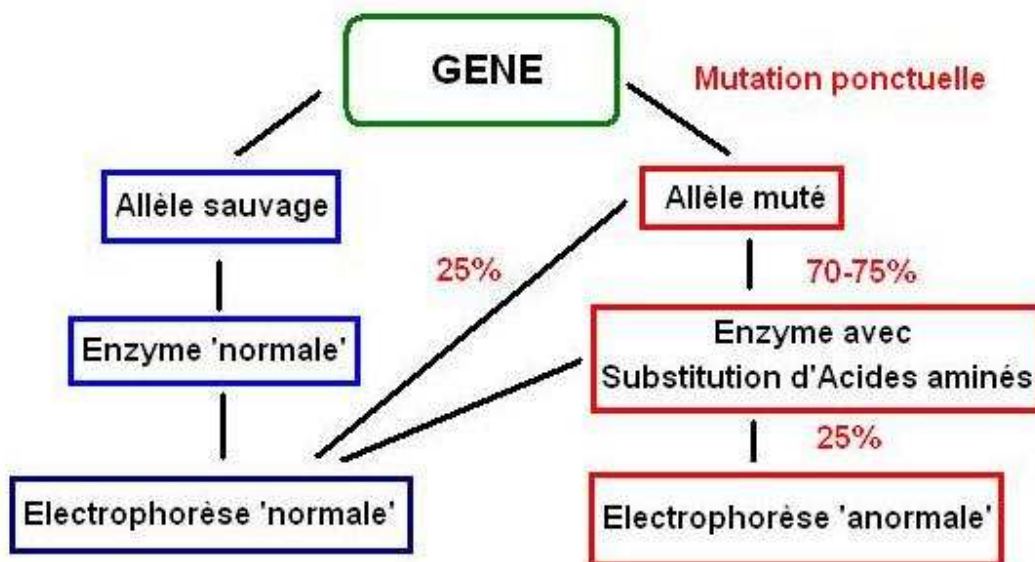 GENE
Mutation ponctuelle
Allèle sauvage
Allèle muté
25%
70-75%
Enzyme 'normale'
Enzyme avec
Substitution d'Acides aminés
25%
Electrophorèse 'normale'
Electrophorèse 'anormale'